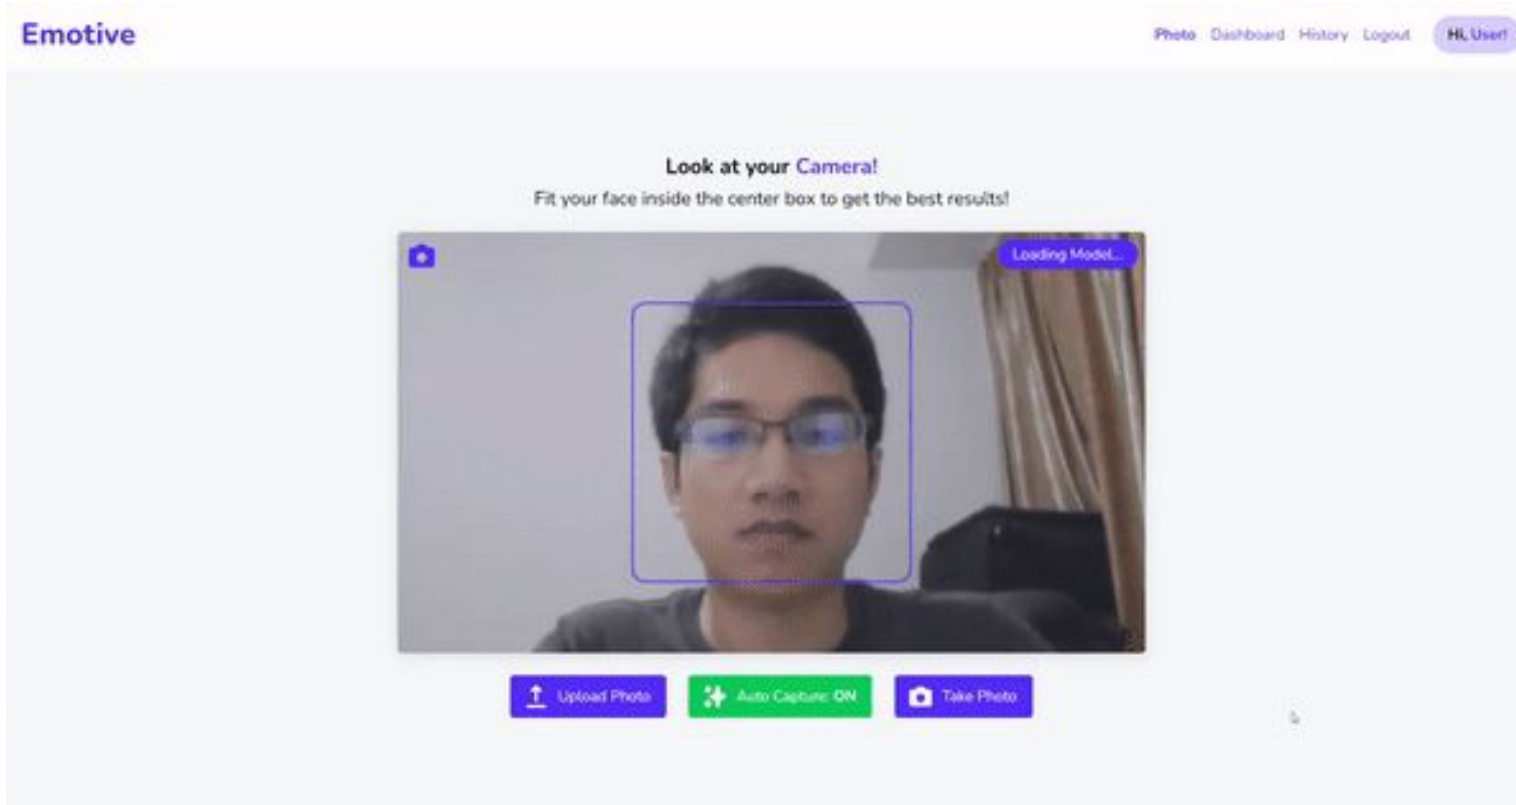 Emotive
Photo Dashboard History Logout Hi, User!
Look at your Camera!
Fit your face inside the center box to get the best results!
Loading Model...
Upload Photo Auto Capture: ON Take Photo